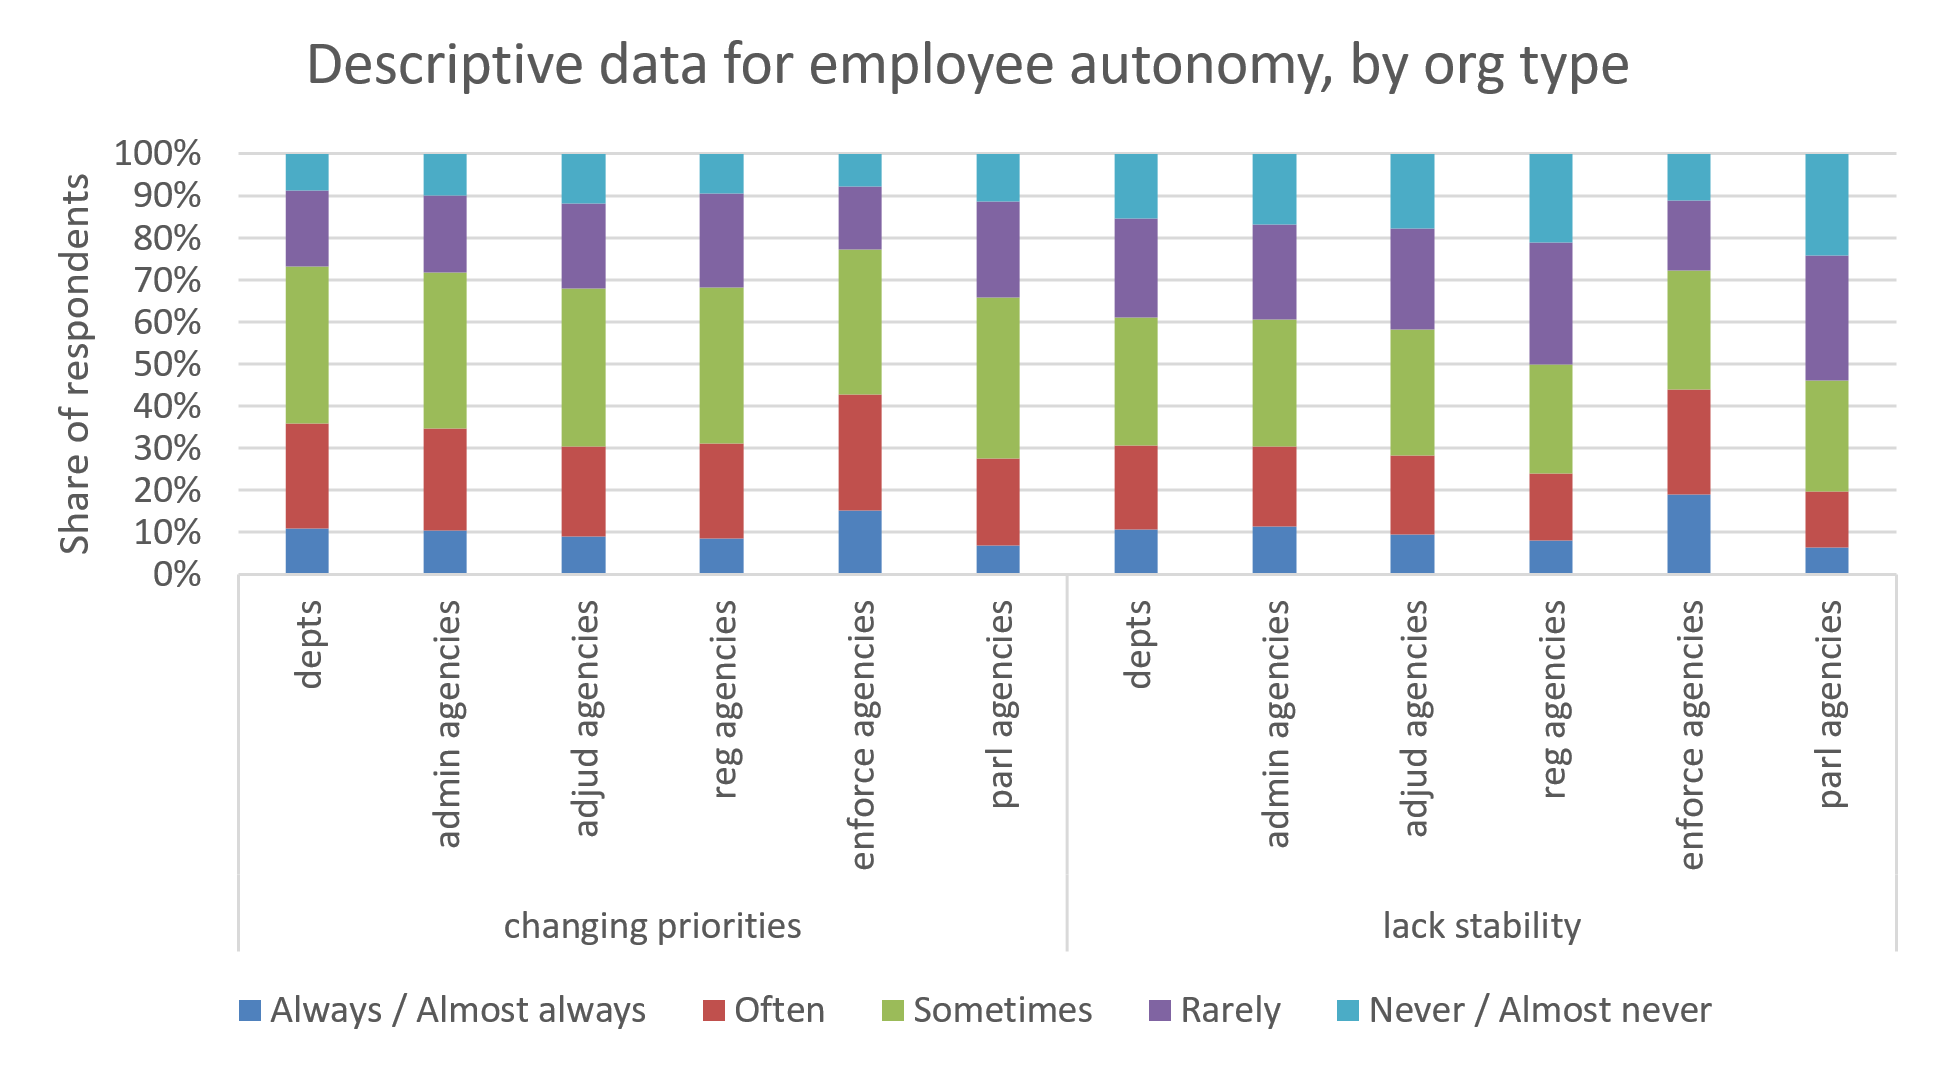 Descriptive data for employee autonomy, by org type
Share of respondents
100%
90%
80%
70%
60%
50%
40%
30%
20%
10%
0%
depts
admin agencies
adjud agencies
reg agencies
enforce agencies
parl agencies
depts
admin agencies
adjud agencies
reg agencies
enforce agencies
parl agencies
changing priorities
lack stability
Always / Almost always
Often
Sometimes
Rarely
Never / Almost never